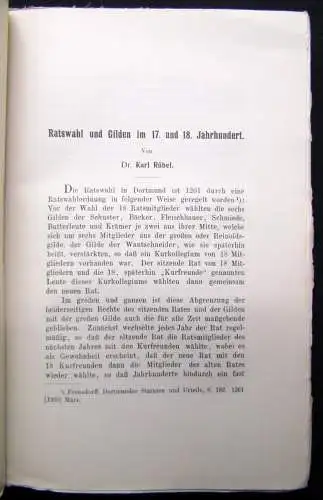 Ratswahl und Gilden im 17. und 18. Jahrhundert.
Von
Dr. Karl Rübel.
Die Ratswahl in Dortmund ist 1261 durch eine
Ratswahlordnung in folgender Weise geregelt worden¹):
Vor der Wahl der 18 Ratsmitglieder wählten die sechs
Gilden der Schuster, Bäcker, Fleischhauer, Schmiede,
Butterleute und Krämer je zwei aus ihrer Mitte, welche
sich um sechs Mitglieder aus der großen oder Reinolds-
gilde, der Gilde der Wantschneider, wie sie späterhin
heißt, verstärkten, so daß ein Kurkollegium von 18 Mit-
gliedern vorhanden war. Der sitzende Rat von 18 Mit-
gliedern und die 18, späterhin „Kurfreunde" genannten
Leute dieses Kurkollegiums wählten dann gemeinsam
den neuen Rat.
Im großen und ganzen ist diese Abgrenzung der
beiderseitigen Rechte des sitzenden Rates und der Gilden
mit der großen Gilde auch die für alle Zeit maßgebende
geblieben. Zunächst wechselte jedes Jahr der Rat regel-
mäßig, so daß der sitzende Rat die Ratsmitglieder des
nächsten Jahres mit den Kurfreunden wählte, wobei es
als Gewohnheit erscheint, daß der neue Rat mit den
18 Kurfreunden dann die Mitglieder des alten Rates
wieder wählte, so daß Jahrhunderte hindurch ein fast
¹) Frensdorff Dortmunder Statuten und Urteile, S. 192. 1261
[1260] März.